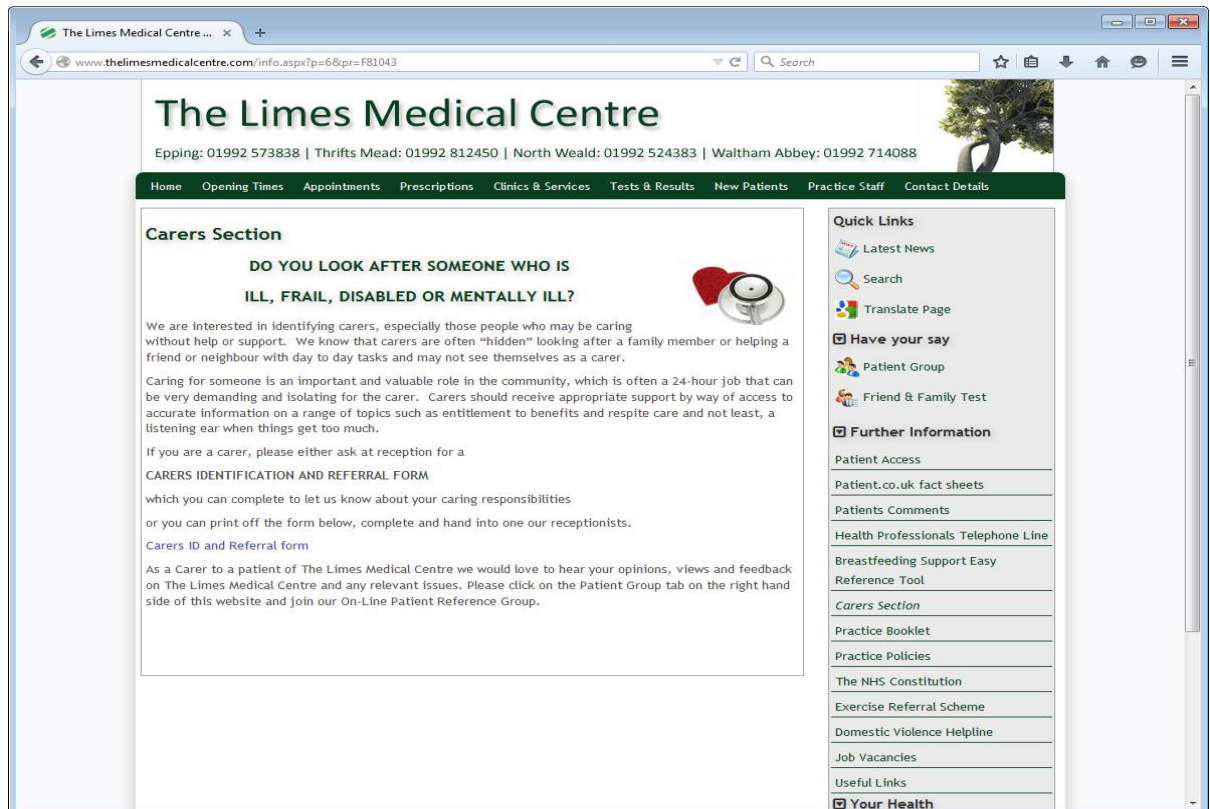 The Limes Medical Centre ...
www.thelimesmedicalcentre.com/info.aspx?p=6&pr=F81043
Search
The Limes Medical Centre
Epping: 01992 573838 | Thrifts Mead: 01992 812450 | North Weald: 01992 524383 | Waltham Abbey: 01992 714088
Home Opening Times Appointments Prescriptions Clinics & Services Tests & Results New Patients Practice Staff Contact Details
Carers Section
DO YOU LOOK AFTER SOMEONE WHO IS
ILL, FRAIL, DISABLED OR MENTALLY ILL?
We are interested in identifying carers, especially those people who may be caring
without help or support. We know that carers are often “hidden” looking after a family member or helping a
friend or neighbour with day to day tasks and may not see themselves as a carer.
Caring for someone is an important and valuable role in the community, which is often a 24-hour job that can
be very demanding and isolating for the carer. Carers should receive appropriate support by way of access to
accurate information on a range of topics such as entitlement to benefits and respite care and not least, a
listening ear when things get too much.
If you are a carer, please either ask at reception for a
CARERS IDENTIFICATION AND REFERRAL FORM
which you can complete to let us know about your caring responsibilities
or you can print off the form below, complete and hand into one our receptionists.
Carers ID and Referral form
As a Carer to a patient of The Limes Medical Centre we would love to hear your opinions, views and feedback
on The Limes Medical Centre and any relevant issues. Please click on the Patient Group tab on the right hand
side of this website and join our On-Line Patient Reference Group.
Quick Links
Latest News
Search
Translate Page
Have your say
Patient Group
Friend & Family Test
Further Information
Patient Access
Patient.co.uk fact sheets
Patients Comments
Health Professionals Telephone Line
Breastfeeding Support Easy
Reference Tool
Carers Section
Practice Booklet
Practice Policies
The NHS Constitution
Exercise Referral Scheme
Domestic Violence Helpline
Job Vacancies
Useful Links
Your Health